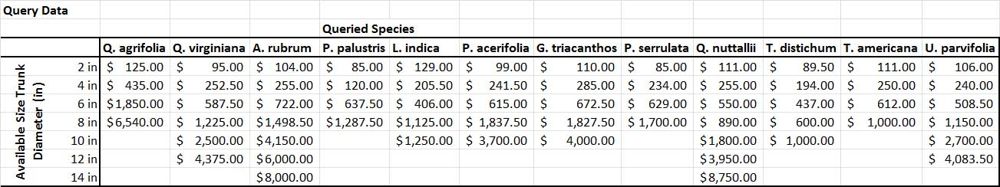 Query Data
Queried Species
Q. agrifolia Q. virginiana A. rubrum P. palustris L. indica P. acerifolia G. triacanthos P. serrulata Q. nuttallii T. distichum T. americana U. parvifolia
Available Size Trunk
Diameter (in)
2 in $ 125.00 $ 95.00 $ 104.00 $ 85.00 $ 129.00 $ 99.00 $ 110.00 $ 85.00 $ 111.00 $ 89.50 $ 111.00 $ 106.00
4 in $ 435.00 $ 252.50 $ 255.00 $ 120.00 $ 205.50 $ 241.50 $ 285.00 $ 234.00 $ 255.00 $ 194.00 $ 250.00 $ 240.00
6 in $1,850.00 $ 587.50 $ 722.00 $ 637.50 $ 406.00 $ 615.00 $ 672.50 $ 629.00 $ 550.00 $ 437.00 $ 612.00 $ 508.50
8 in $6,540.00 $ 1,225.00 $1,498.50 $1,287.50 $1,125.00 $ 1,837.50 $ 1,827.50 $ 1,700.00 $ 890.00 $ 600.00 $ 1,000.00 $ 1,150.00
10 in $ 2,500.00 $4,150.00 $1,250.00 $ 3,700.00 $ 4,000.00 $1,800.00 $ 1,000.00 $ 2,700.00
12 in $ 4,375.00 $6,000.00 $3,950.00 $ 4,083.50
14 in $8,000.00 $8,750.00